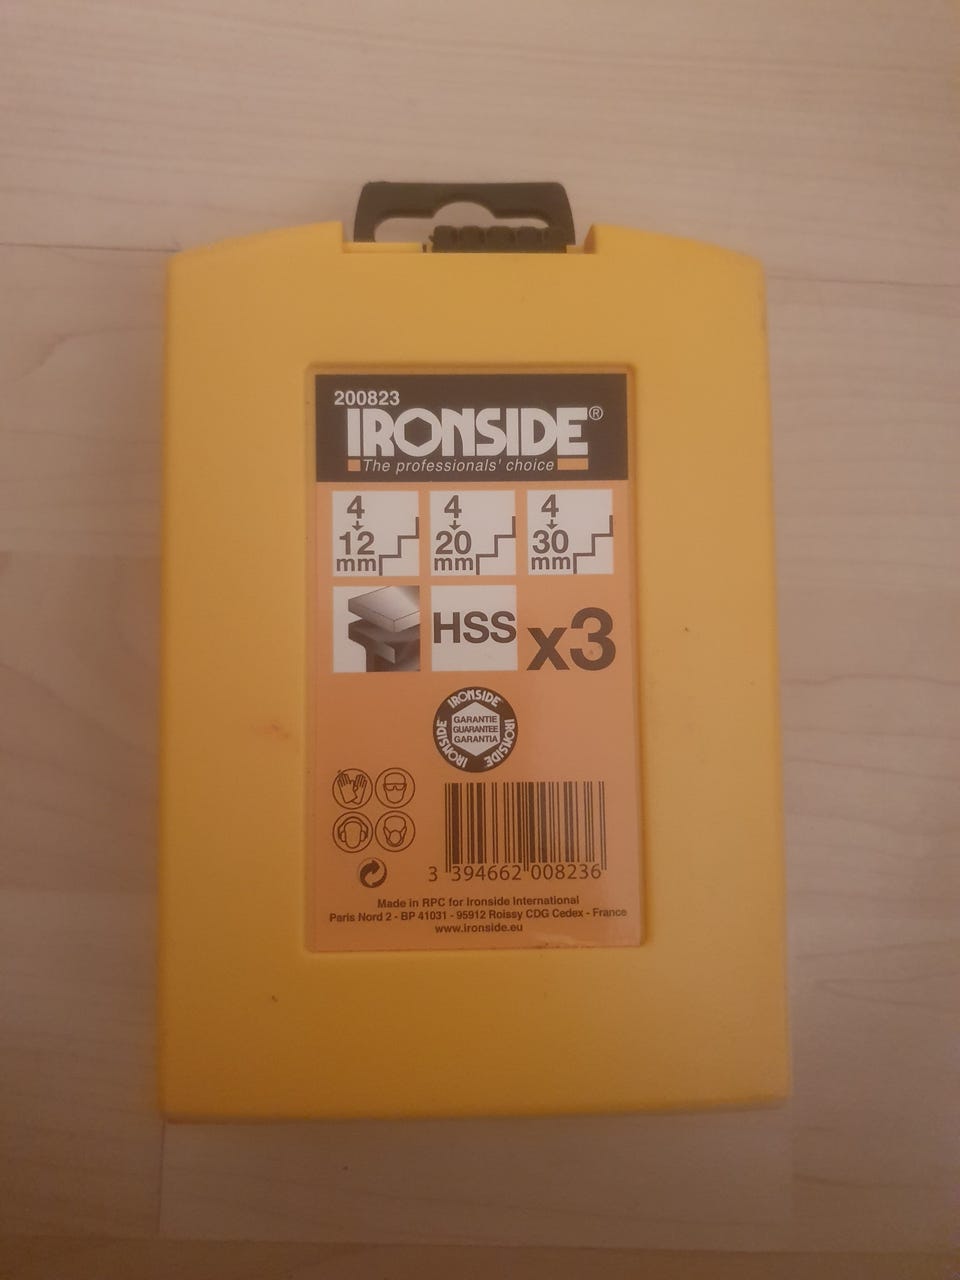 200823
IRONSIDE®
The professionals' choice
4 4 4
12 20 30
mm mm mm
HSS x3
IRONSIDE
IRONSIDE GARANTIE IRONSIDE
GUARANTEE
GARANTIA
IRONSIDE IRONSIDE
3 394662 008236
Made in RPC for Ironside International
Paris Nord 2 - BP 41031 - 95912 Roissy CDG Cedex - France
www.ironside.eu